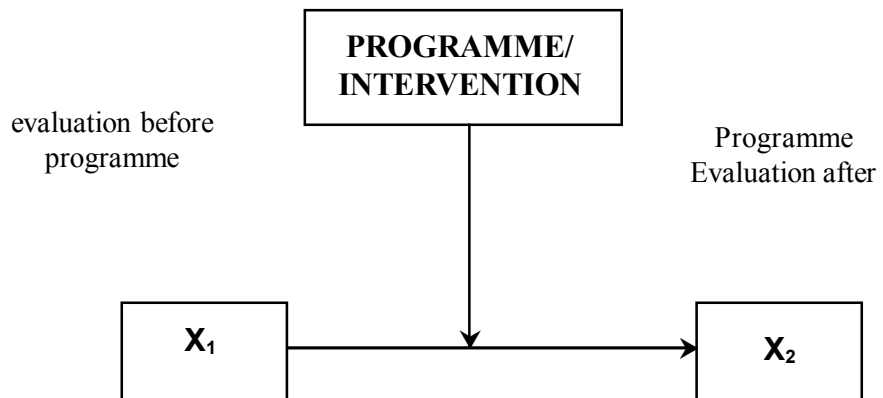 PROGRAMME/
INTERVENTION
evaluation before
programme
Programme
Evaluation after
X₁
X₂